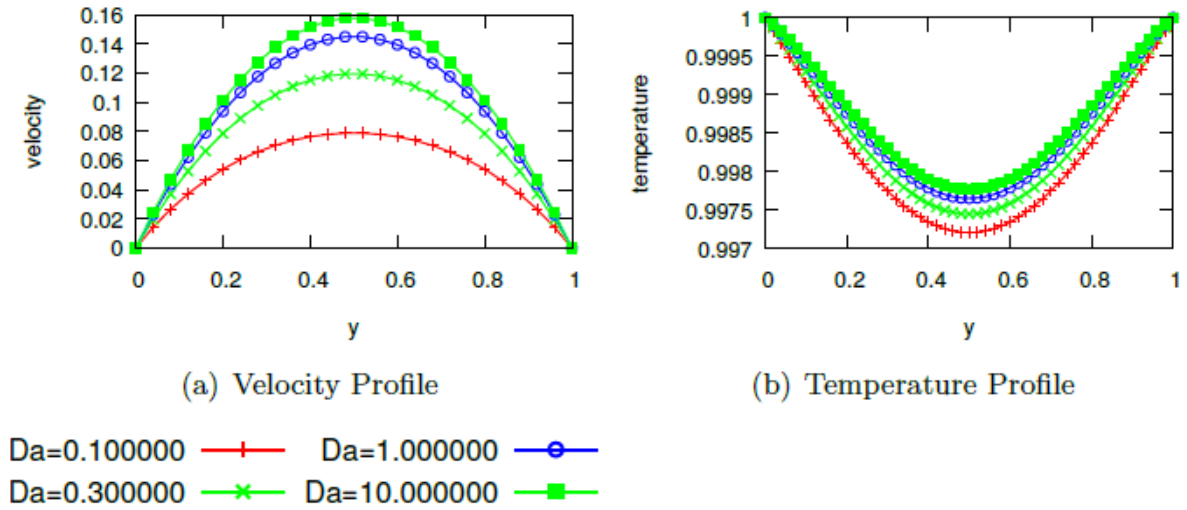 0.16
0.14
0.12
0.1
0.08
0.06
0.04
0.02
0
velocity
0 0.2 0.4 0.6 0.8 1
y
(a) Velocity Profile
1
0.9995
0.999
0.9985
0.998
0.9975
0.997
temperature
0 0.2 0.4 0.6 0.8 1
y
(b) Temperature Profile
Da=0.100000 Da=1.000000
Da=0.300000 Da=10.000000